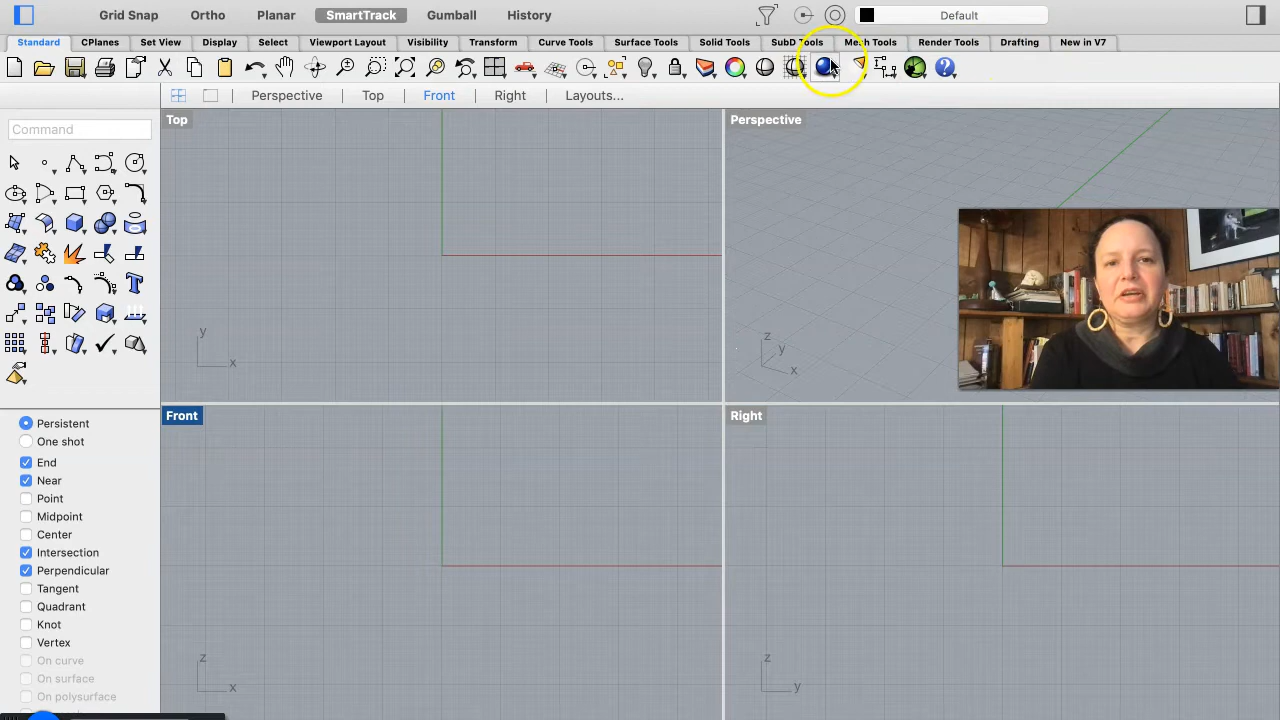 Grid Snap Ortho Planar SmartTrack Gumball History Default
Standard CPlanes Set View Display Select Viewport Layout Visibility Transform Curve Tools Surface Tools Solid Tools SubD Tools Mesh Tools Render Tools Drafting New in V7
Perspective Top Front Right Layouts...
Command
Top
y
x
Perspective
z
y
x
Front
z
x
Right
z
y
Persistent
One shot
End
Near
Point
Midpoint
Center
Intersection
Perpendicular
Tangent
Quadrant
Knot
Vertex
On curve
On surface
On polysurface